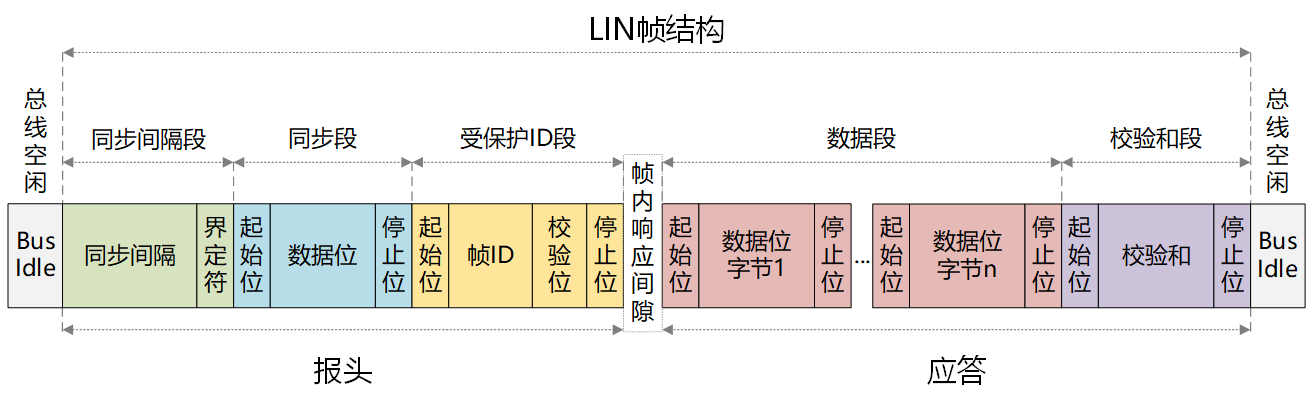 LIN帧结构
总线空闲
同步间隔段
同步段
受保护ID段
数据段
校验和段
总线空闲
Bus
Idle
同步间隔
界定符
起始位
数据位
停止位
起始位
帧ID
校验位
停止位
帧内响应间隙
起始位
数据位
字节1
停止位
...
起始位
数据位
字节n
停止位
起始位
校验和
停止位
Bus
Idle
报头
应答